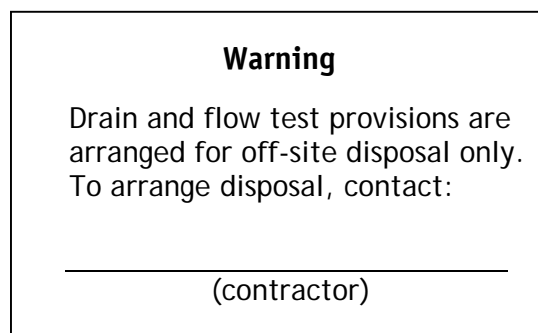 Warning
Drain and flow test provisions are
arranged for off-site disposal only.
To arrange disposal, contact:
(contractor)